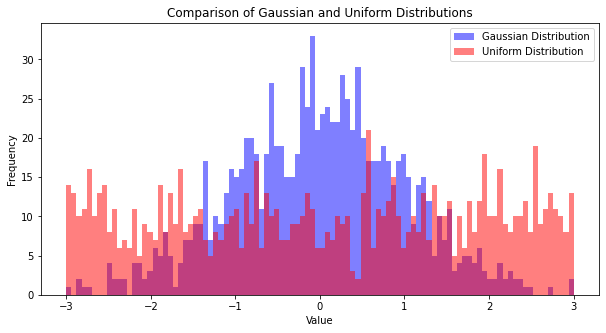 Comparison of Gaussian and Uniform Distributions
Gaussian Distribution
Uniform Distribution
Frequency
30
25
20
15
10
5
0
−3
−2
−1
0
1
2
3
Value